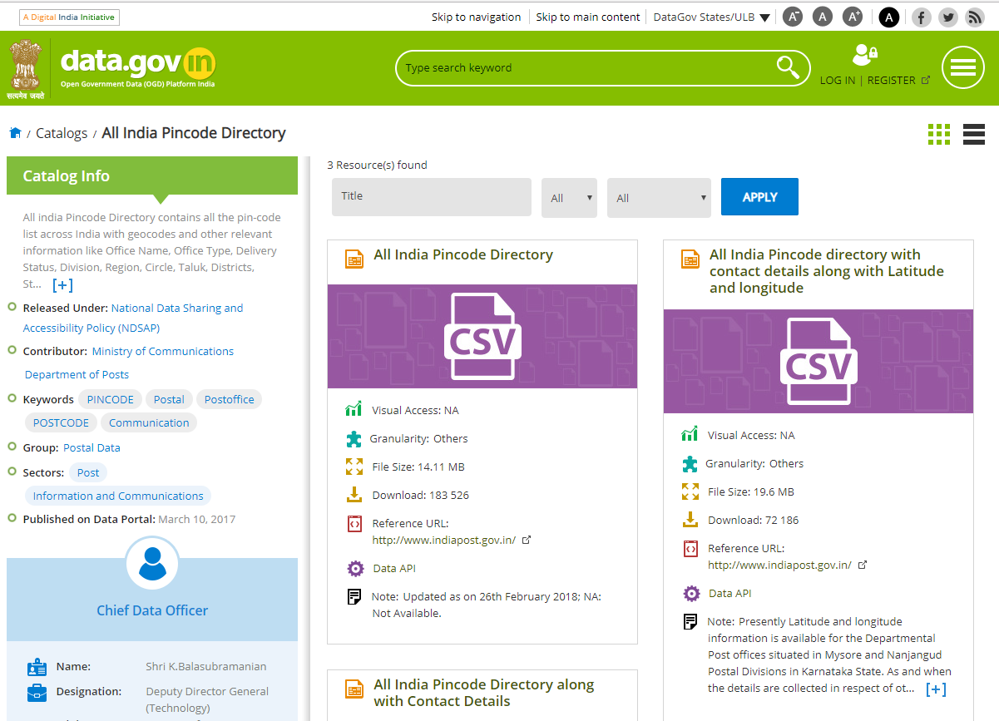 A Digital India Initiative
Skip to navigation
Skip to main content
DataGov States/ULB
A-
A
A+
A
सत्यमेव जयते
data.gov in
Open Government Data (OGD) Platform India
Type search keyword
LOG IN | REGISTER
/ Catalogs / All India Pincode Directory
Catalog Info
All india Pincode Directory contains all the pin-code
list across India with geocodes and other relevant
information like Office Name, Office Type, Delivery
Status, Division, Region, Circle, Taluk, Districts,
St... [+]
Released Under: National Data Sharing and
Accessibility Policy (NDSAP)
Contributor: Ministry of Communications
Department of Posts
Keywords PINCODE Postal Postoffice
POSTCODE Communication
Group: Postal Data
Sectors: Post
Information and Communications
Published on Data Portal: March 10, 2017
Chief Data Officer
Name: Shri K.Balasubramanian
Designation: Deputy Director General
(Technology)
3 Resource(s) found
Title
All
All
APPLY
All India Pincode Directory
CSV
Visual Access: NA
Granularity: Others
File Size: 14.11 MB
Download: 183 526
Reference URL:
http://www.indiapost.gov.in/
Data API
Note: Updated as on 26th February 2018; NA:
Not Available.
All India Pincode directory with
contact details along with Latitude
and longitude
CSV
Visual Access: NA
Granularity: Others
File Size: 19.6 MB
Download: 72 186
Reference URL:
http://www.indiapost.gov.in/
Data API
Note: Presently Latitude and longitude
information is available for the Departmental
Post offices situated in Mysore and Nanjangud
Postal Divisions in Karnataka State. As and when
the details are collected in respect of ot... [+]
All India Pincode Directory along
with Contact Details